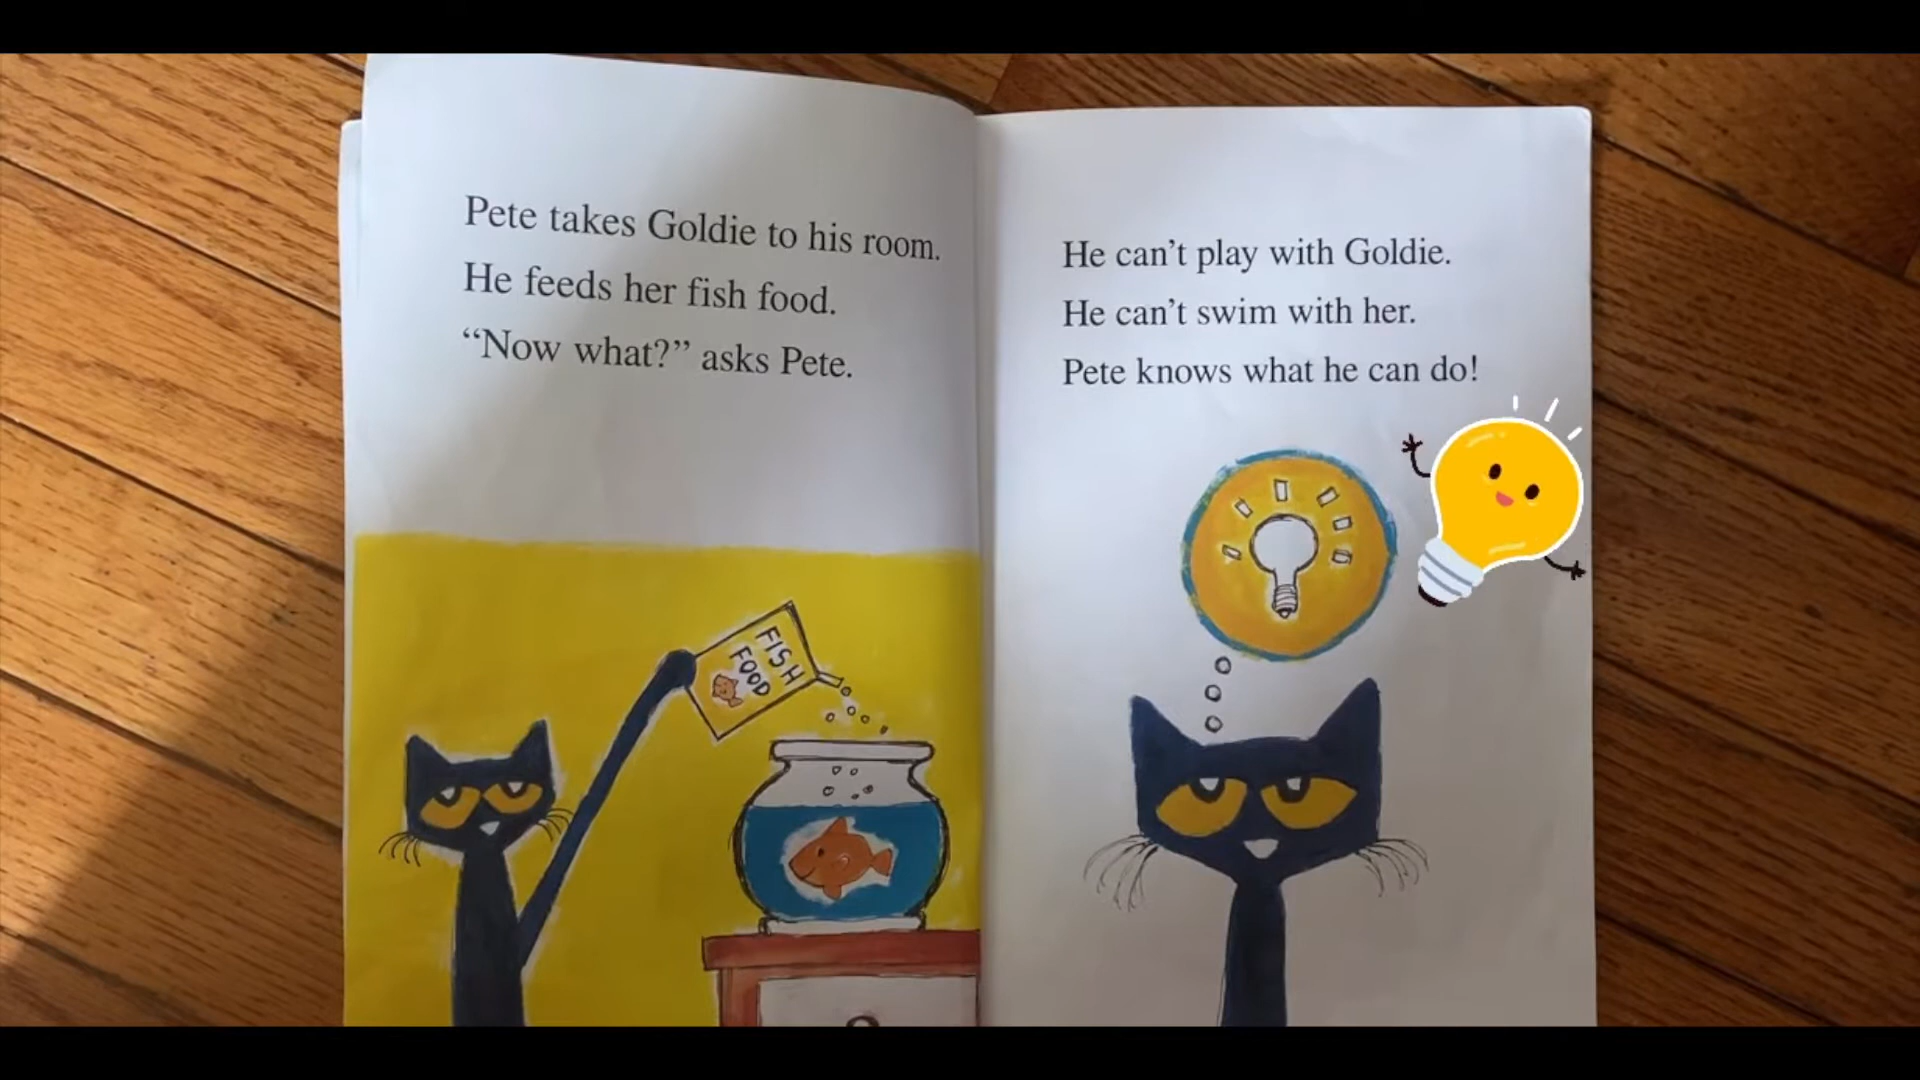 Pete takes Goldie to his room.
He feeds her fish food.
“Now what?” asks Pete.
FISH
FOOD
He can’t play with Goldie.
He can’t swim with her.
Pete knows what he can do!